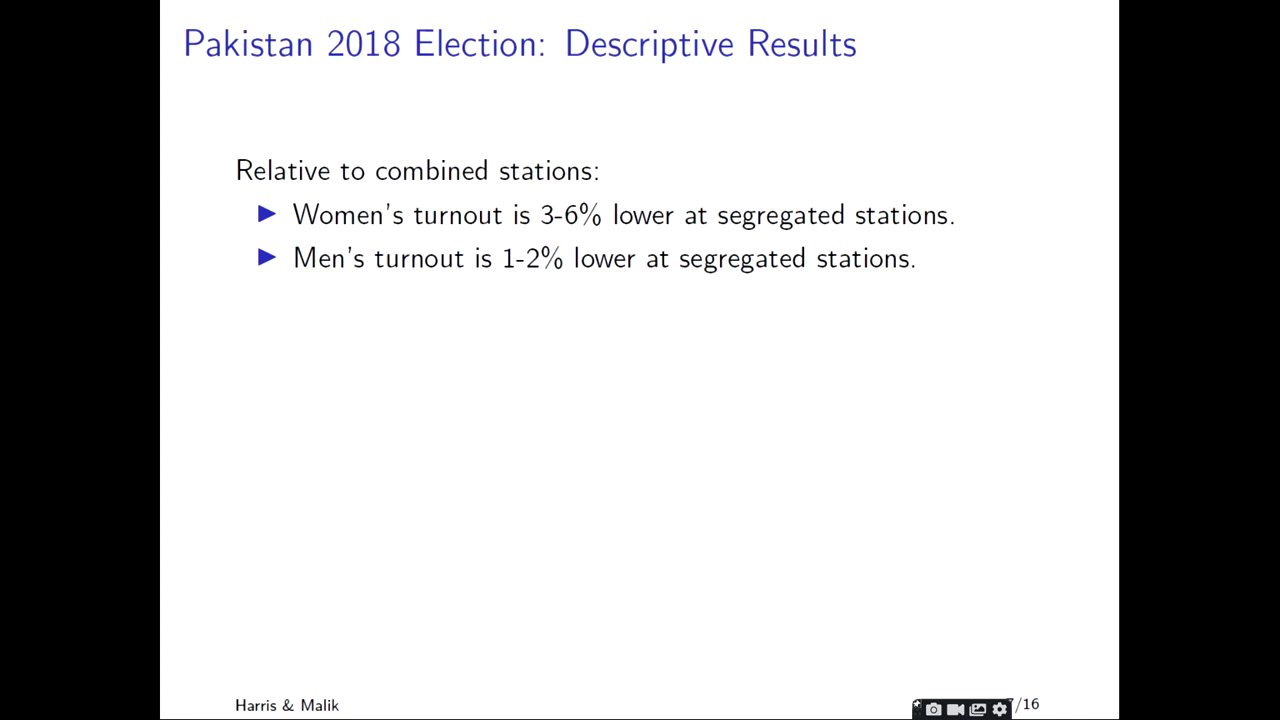 Pakistan 2018 Election: Descriptive Results
Relative to combined stations:
Women's turnout is 3-6% lower at segregated stations.
Men's turnout is 1-2% lower at segregated stations.
Harris & Malik
/16